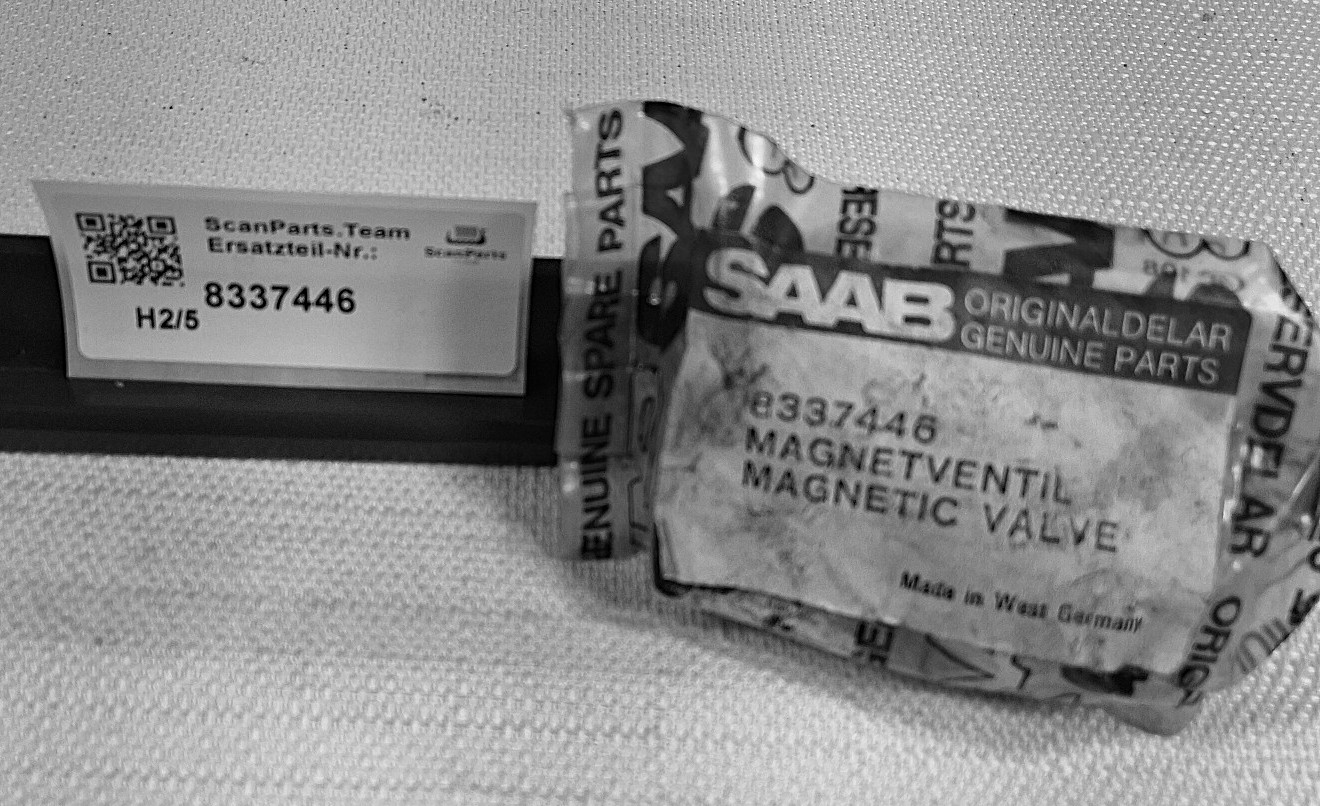 ScanParts.Team
Ersatzteil-Nr.:
ScanParts
8337446
H2/5
GENUINE SPARE PARTS
SAAB
ORIGINALDELAR
GENUINE PARTS
8337446
MAGNETVENTIL
MAGNETIC VALVE
Made in West Germany